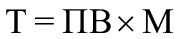 Т = ПВ × М